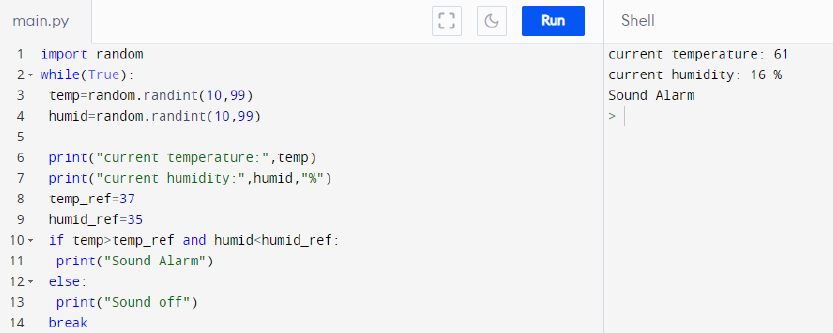 main.py
Run
Shell
1 import random
2 while(True):
3  temp=random.randint(10,99)
4  humid=random.randint(10,99)
5
6  print("current temperature:",temp)
7  print("current humidity:",humid,"%")
8  temp_ref=37
9  humid_ref=35
10  if temp>temp_ref and humid<humid_ref:
11   print("Sound Alarm")
12  else:
13   print("Sound off")
14  break
current temperature: 61
current humidity: 16 %
Sound Alarm
>